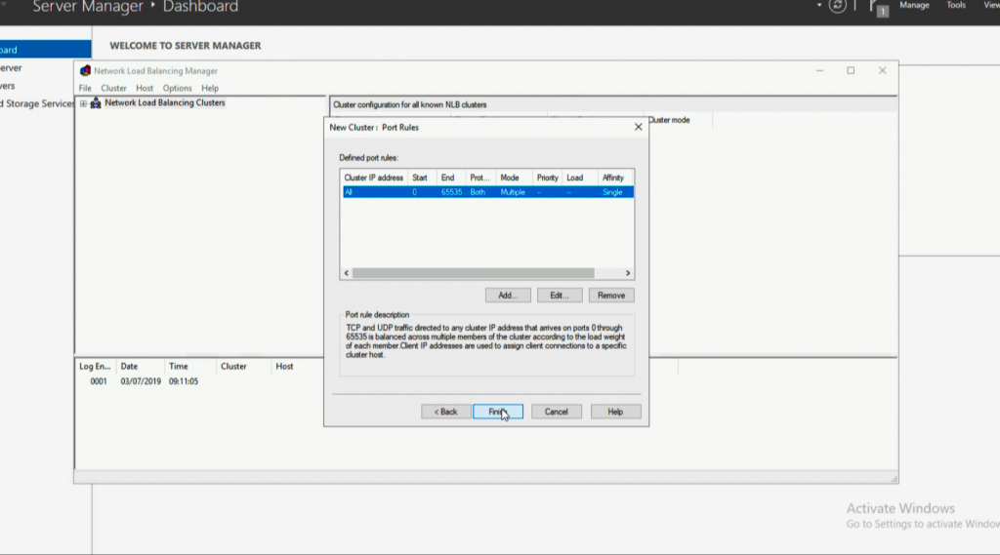 Server Manager ‣ Dashboard
1
Manage
Tools
View
oard
WELCOME TO SERVER MANAGER
erver
vers
d Storage Services
Network Load Balancing Manager
File Cluster Host Options Help
Network Load Balancing Clusters
Cluster configuration for all known NLB clusters
Cluster mode
New Cluster: Port Rules
Defined port rules:
Cluster IP address Start End Prot... Mode Priority Load Affinity
All 0 65535 Both Multiple -- -- Single
Add... Edit... Remove
Port rule description
TCP and UDP traffic directed to any cluster IP address that arrives on ports 0 through
65535 is balanced across multiple members of the cluster according to the load weight
of each member.Client IP addresses are used to assign client connections to a specific
cluster host.
< Back Finish Cancel Help
Log En... Date Time Cluster Host
0001 03/07/2019 09:11:05
Activate Windows
Go to Settings to activate Window